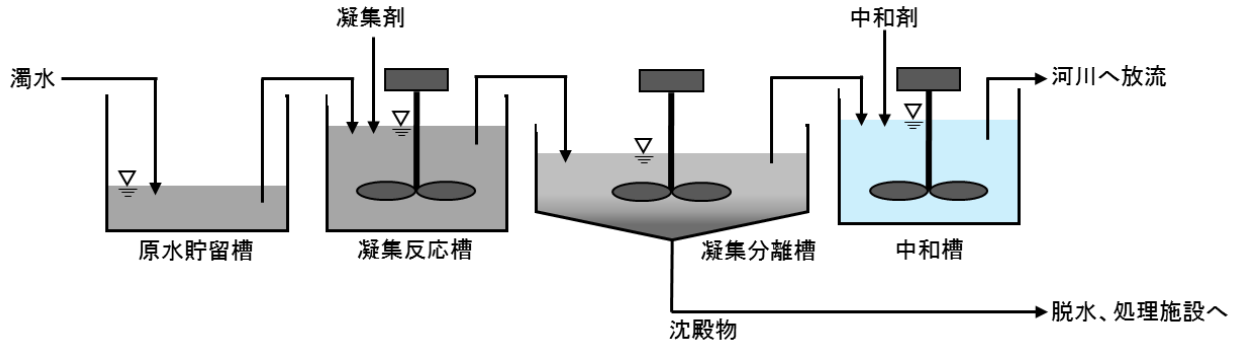 凝集剤
中和剤
濁水
河川へ放流
原水貯留槽
凝集反応槽
凝集分離槽
中和槽
脱水、処理施設へ
沈殿物